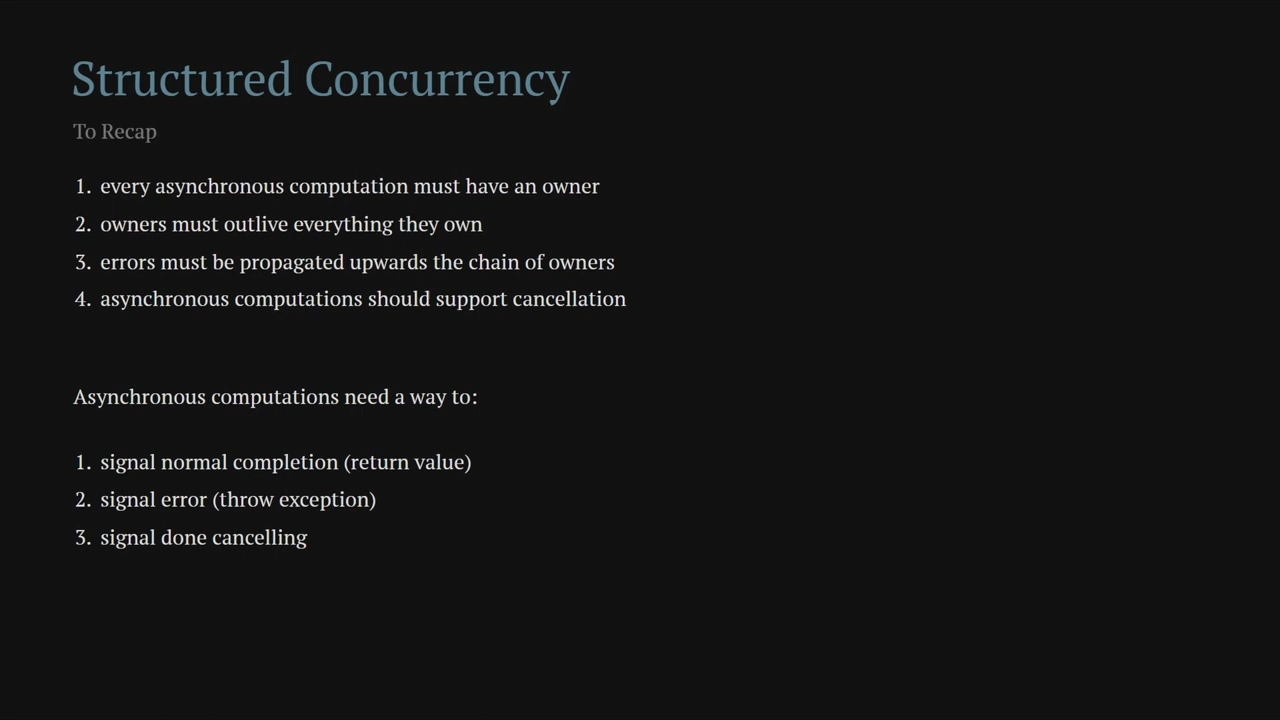 Structured Concurrency
To Recap
1. every asynchronous computation must have an owner
2. owners must outlive everything they own
3. errors must be propagated upwards the chain of owners
4. asynchronous computations should support cancellation
Asynchronous computations need a way to:
1. signal normal completion (return value)
2. signal error (throw exception)
3. signal done cancelling